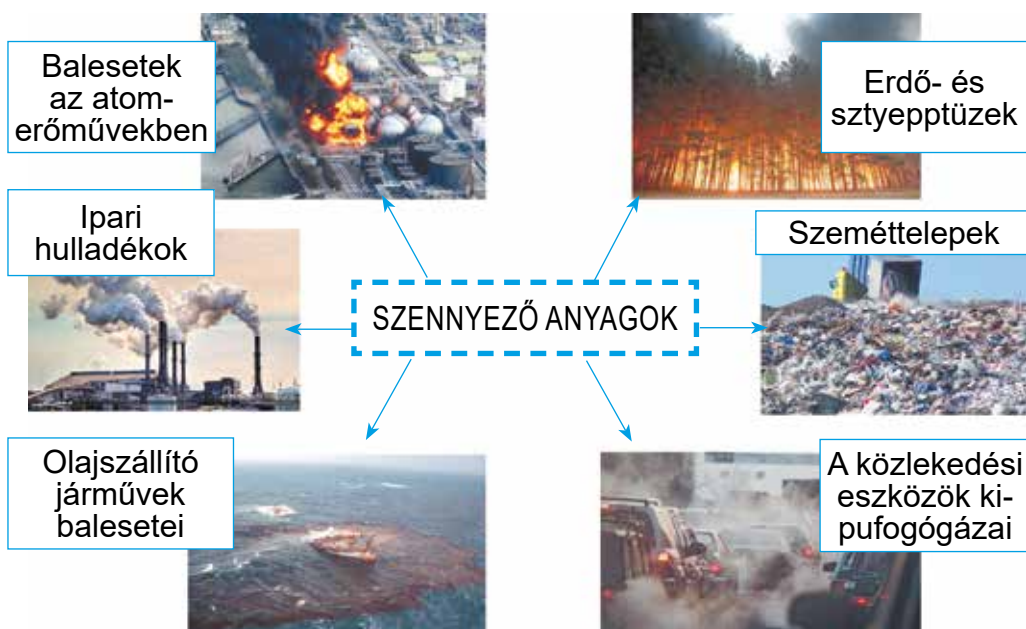 Balesetek
az atom-
erőművekben
Erdő- és
sztyepptüzek
Ipari
hulladékok
Szeméttelepek
SZENNYEZŐ ANYAGOK
Olajszállító
járművek
balesetei
A közlekedési
eszközök ki-
pufogógázai